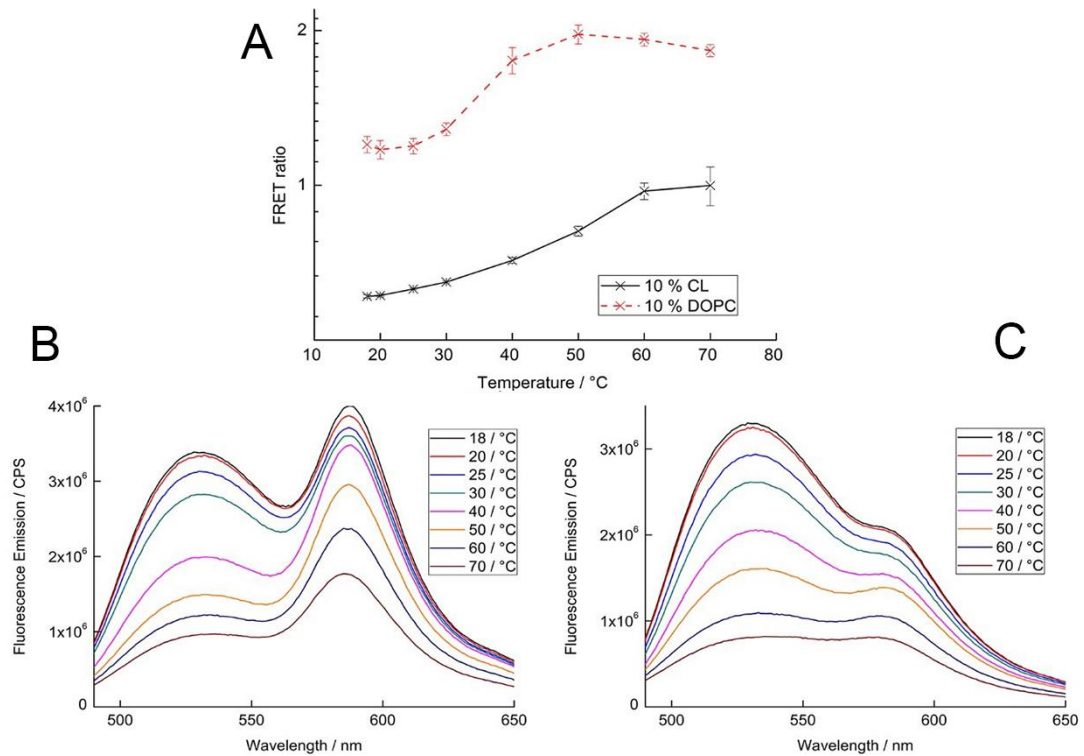 A
FRET ratio
2
1
10 % CL
10 % DOPC
10 20 30 40 50 60 70 80
Temperature / °C
B
Fluorescence Emission / CPS
4x10⁶
3x10⁶
2x10⁶
1x10⁶
0
18 / °C
20 / °C
25 / °C
30 / °C
40 / °C
50 / °C
60 / °C
70 / °C
500 550 600 650
Wavelength / nm
C
Fluorescence Emission / CPS
3x10⁶
2x10⁶
1x10⁶
0
18 / °C
20 / °C
25 / °C
30 / °C
40 / °C
50 / °C
60 / °C
70 / °C
500 550 600 650
Wavelength / nm